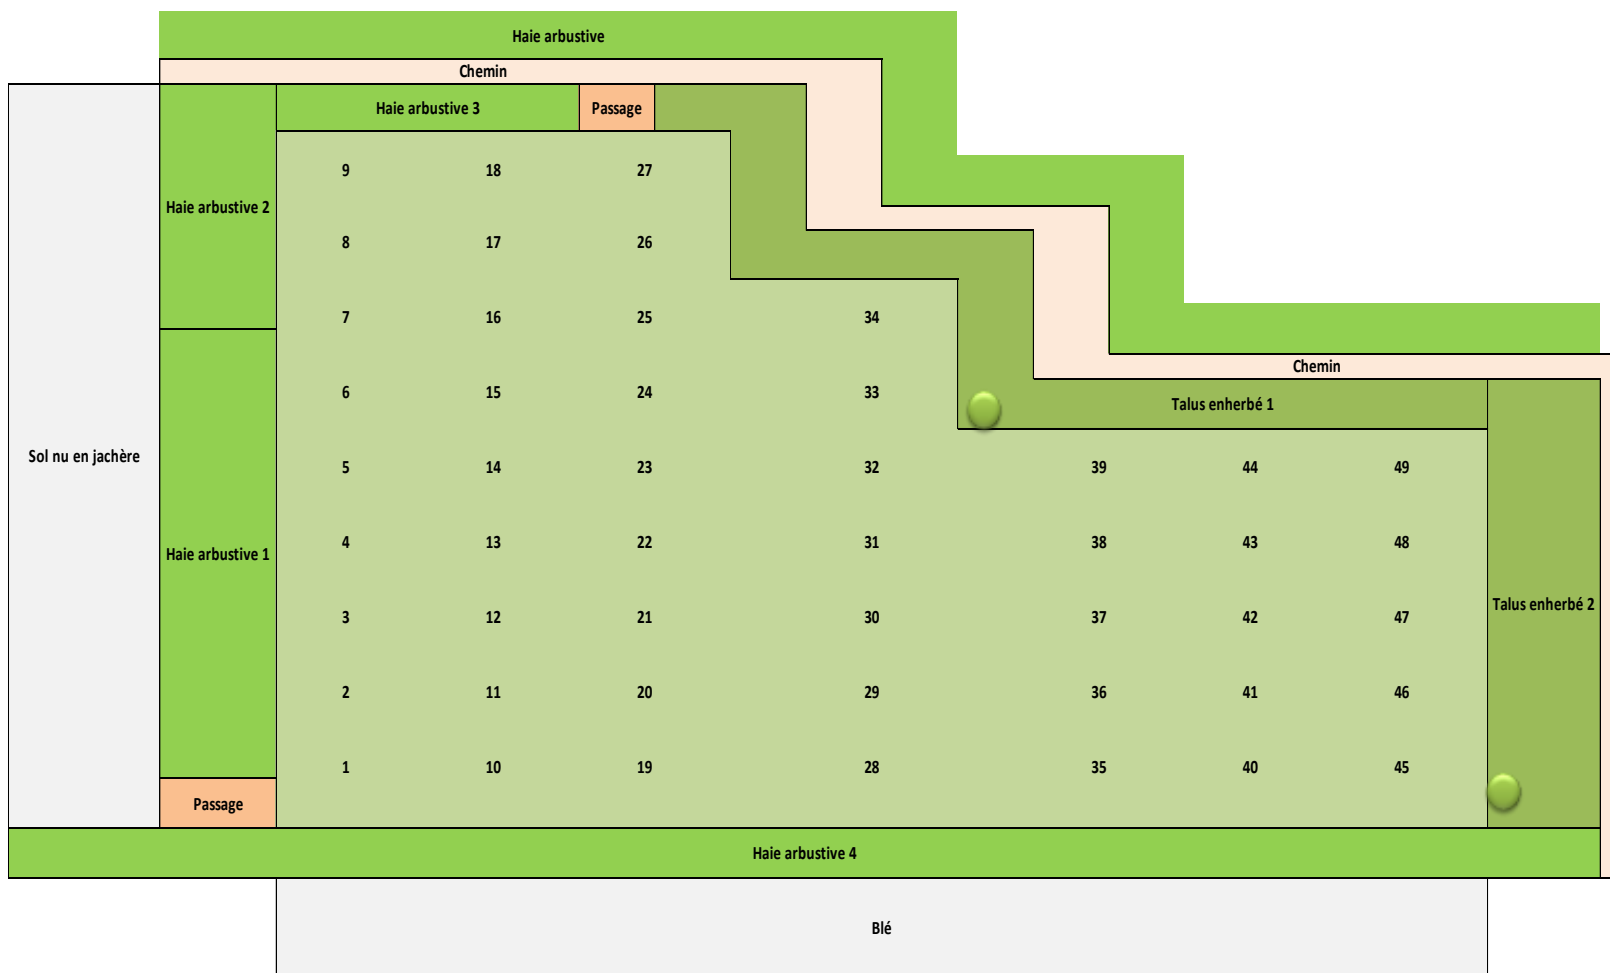 Haie arbustive
Chemin
Haie arbustive 3 Passage
9 18 27
Haie arbustive 2
8 17 26
7 16 25 34
Chemin
6 15 24 33
Talus enherbé 1
Sol nu en jachère
5 14 23 32 39 44 49
4 13 22 31 38 43 48
Haie arbustive 1
Talus enherbé 2
3 12 21 30 37 42 47
2 11 20 29 36 41 46
1 10 19 28 35 40 45
Passage
Haie arbustive 4
Blé